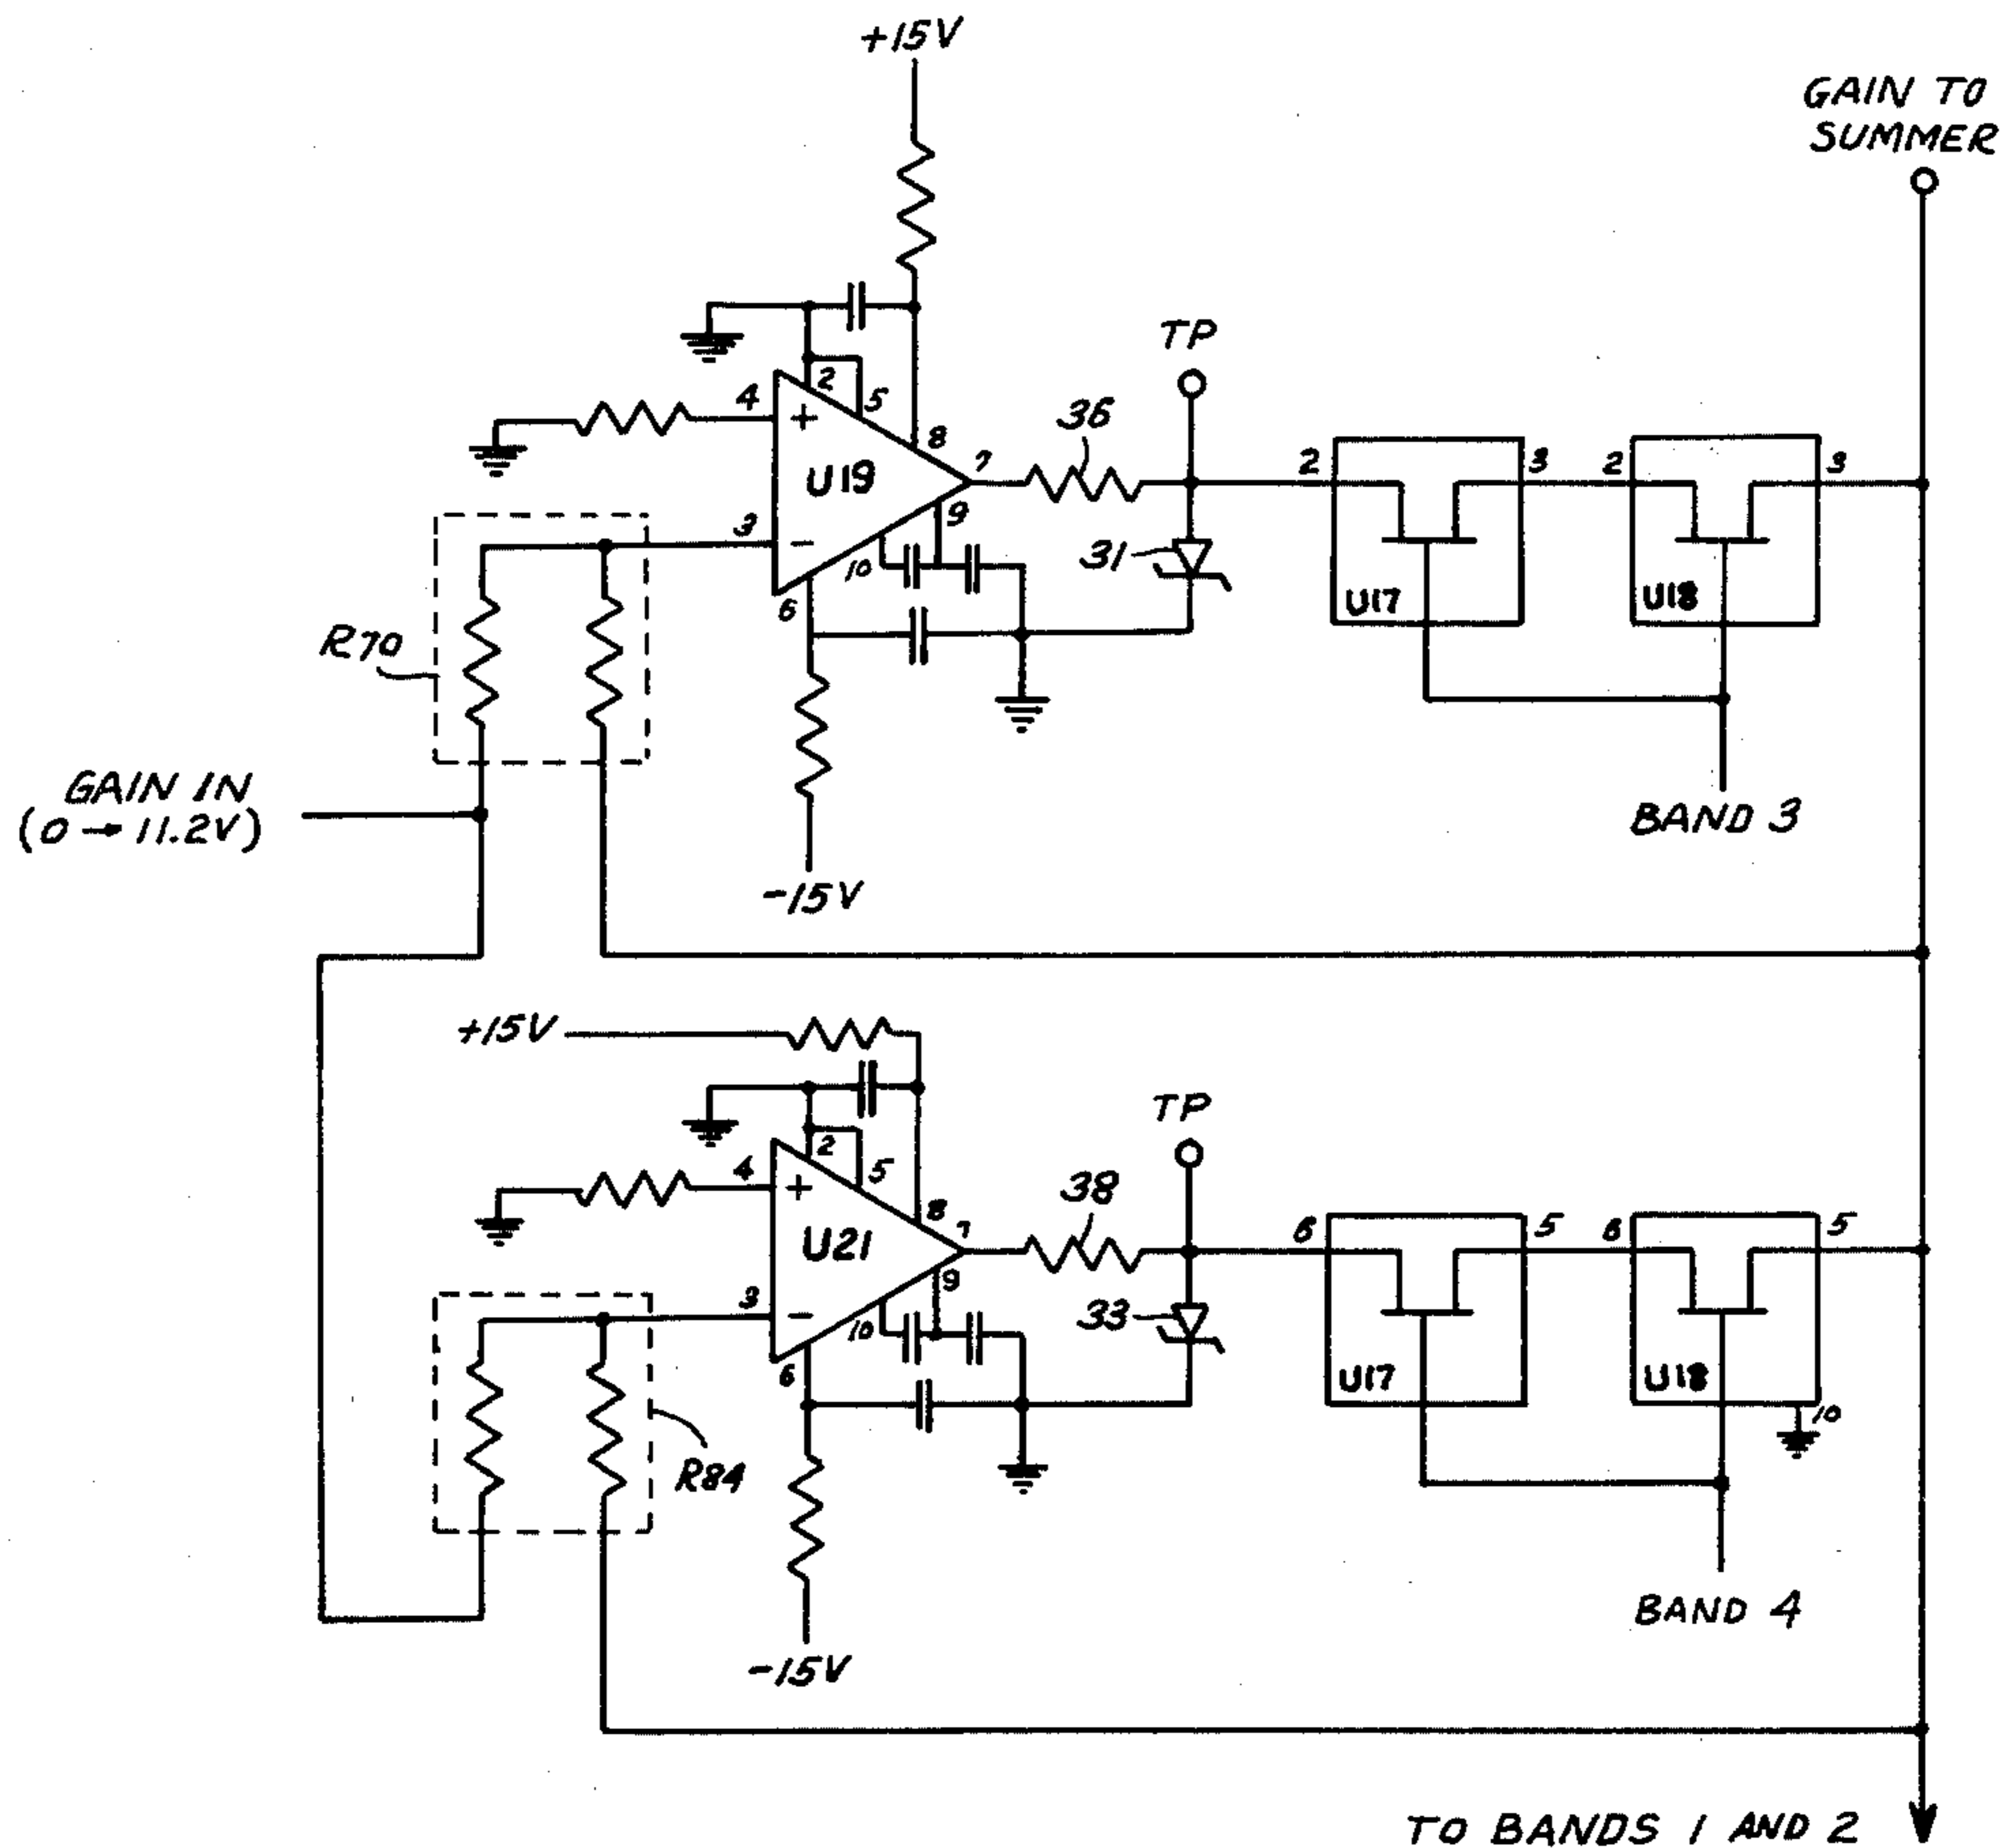 +15V
GAIN TO
SUMMER
TP
2
5
4
+
8
36
U19
7
2
3
2
3
9
3
-
10
31
6
U17
U18
R70
GAIN IN
(0→11.2V)
BAND 3
-15V
+15V
TP
2
5
4
+
8
38
U21
7
6
5
6
5
9
3
-
10
33
6
U17
U18
10
R84
BAND 4
-15V
TO BANDS 1 AND 2